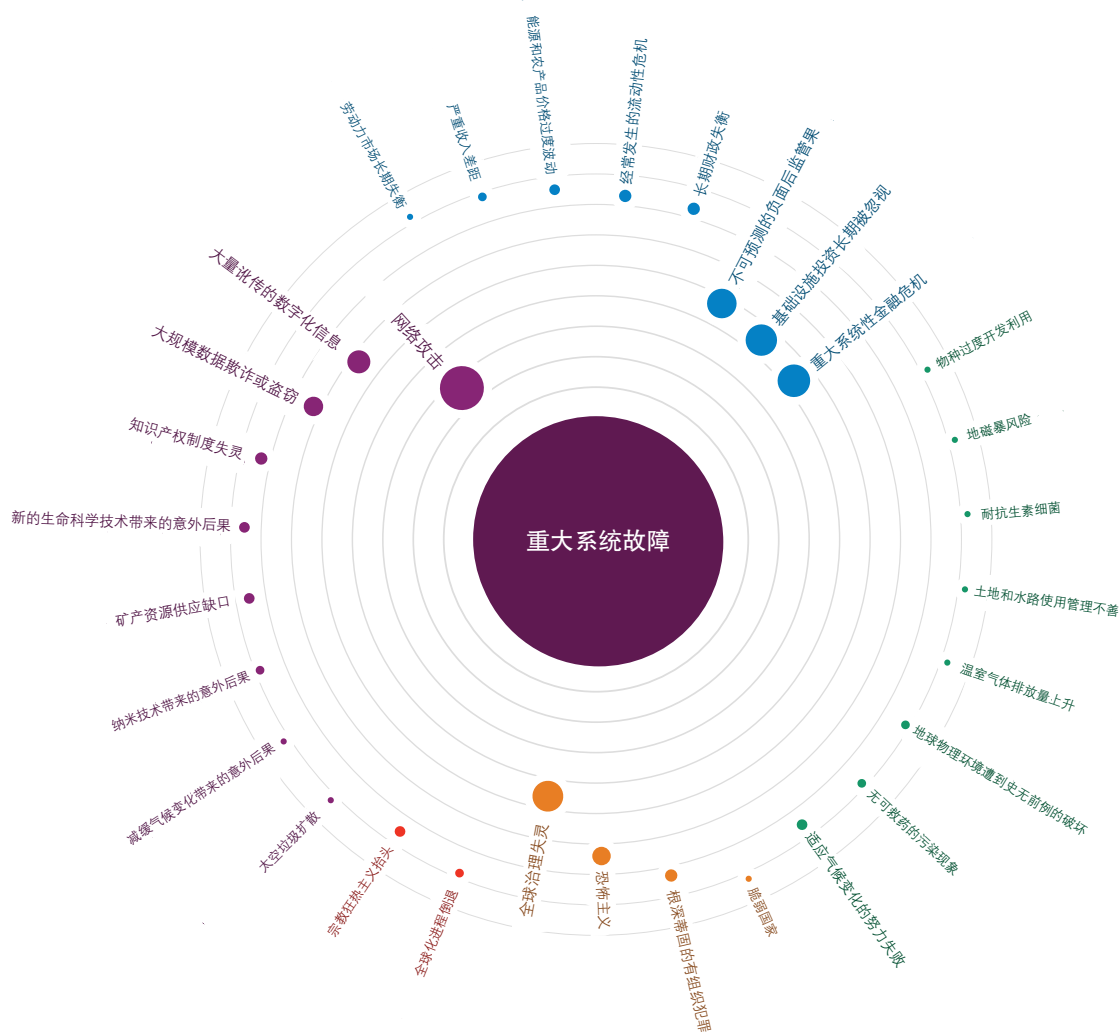 重大系统故障
劳动力市场长期失衡
严重收入差距
能源和农产品价格过度波动
经常发生的流动性危机
长期财政失衡
不可预测的负面后监管果
基础设施投资长期被忽视
重大系统性金融危机
物种过度开发利用
地磁暴风险
耐抗生素细菌
土地和水路使用管理不善
温室气体排放量上升
地球物理环境遭到史无前例的破坏
无可救药的污染现象
适应气候变化的努力失败
脆弱国家
根深蒂固的有组织犯罪
恐怖主义
全球治理失灵
全球化进程倒退
宗教狂热主义抬头
太空垃圾扩散
减缓气候变化带来的意外后果
纳米技术带来的意外后果
矿产资源供应缺口
新的生命科学技术带来的意外后果
知识产权制度失灵
大规模数据欺诈或盗窃
大量讹传的数字化信息
网络攻击